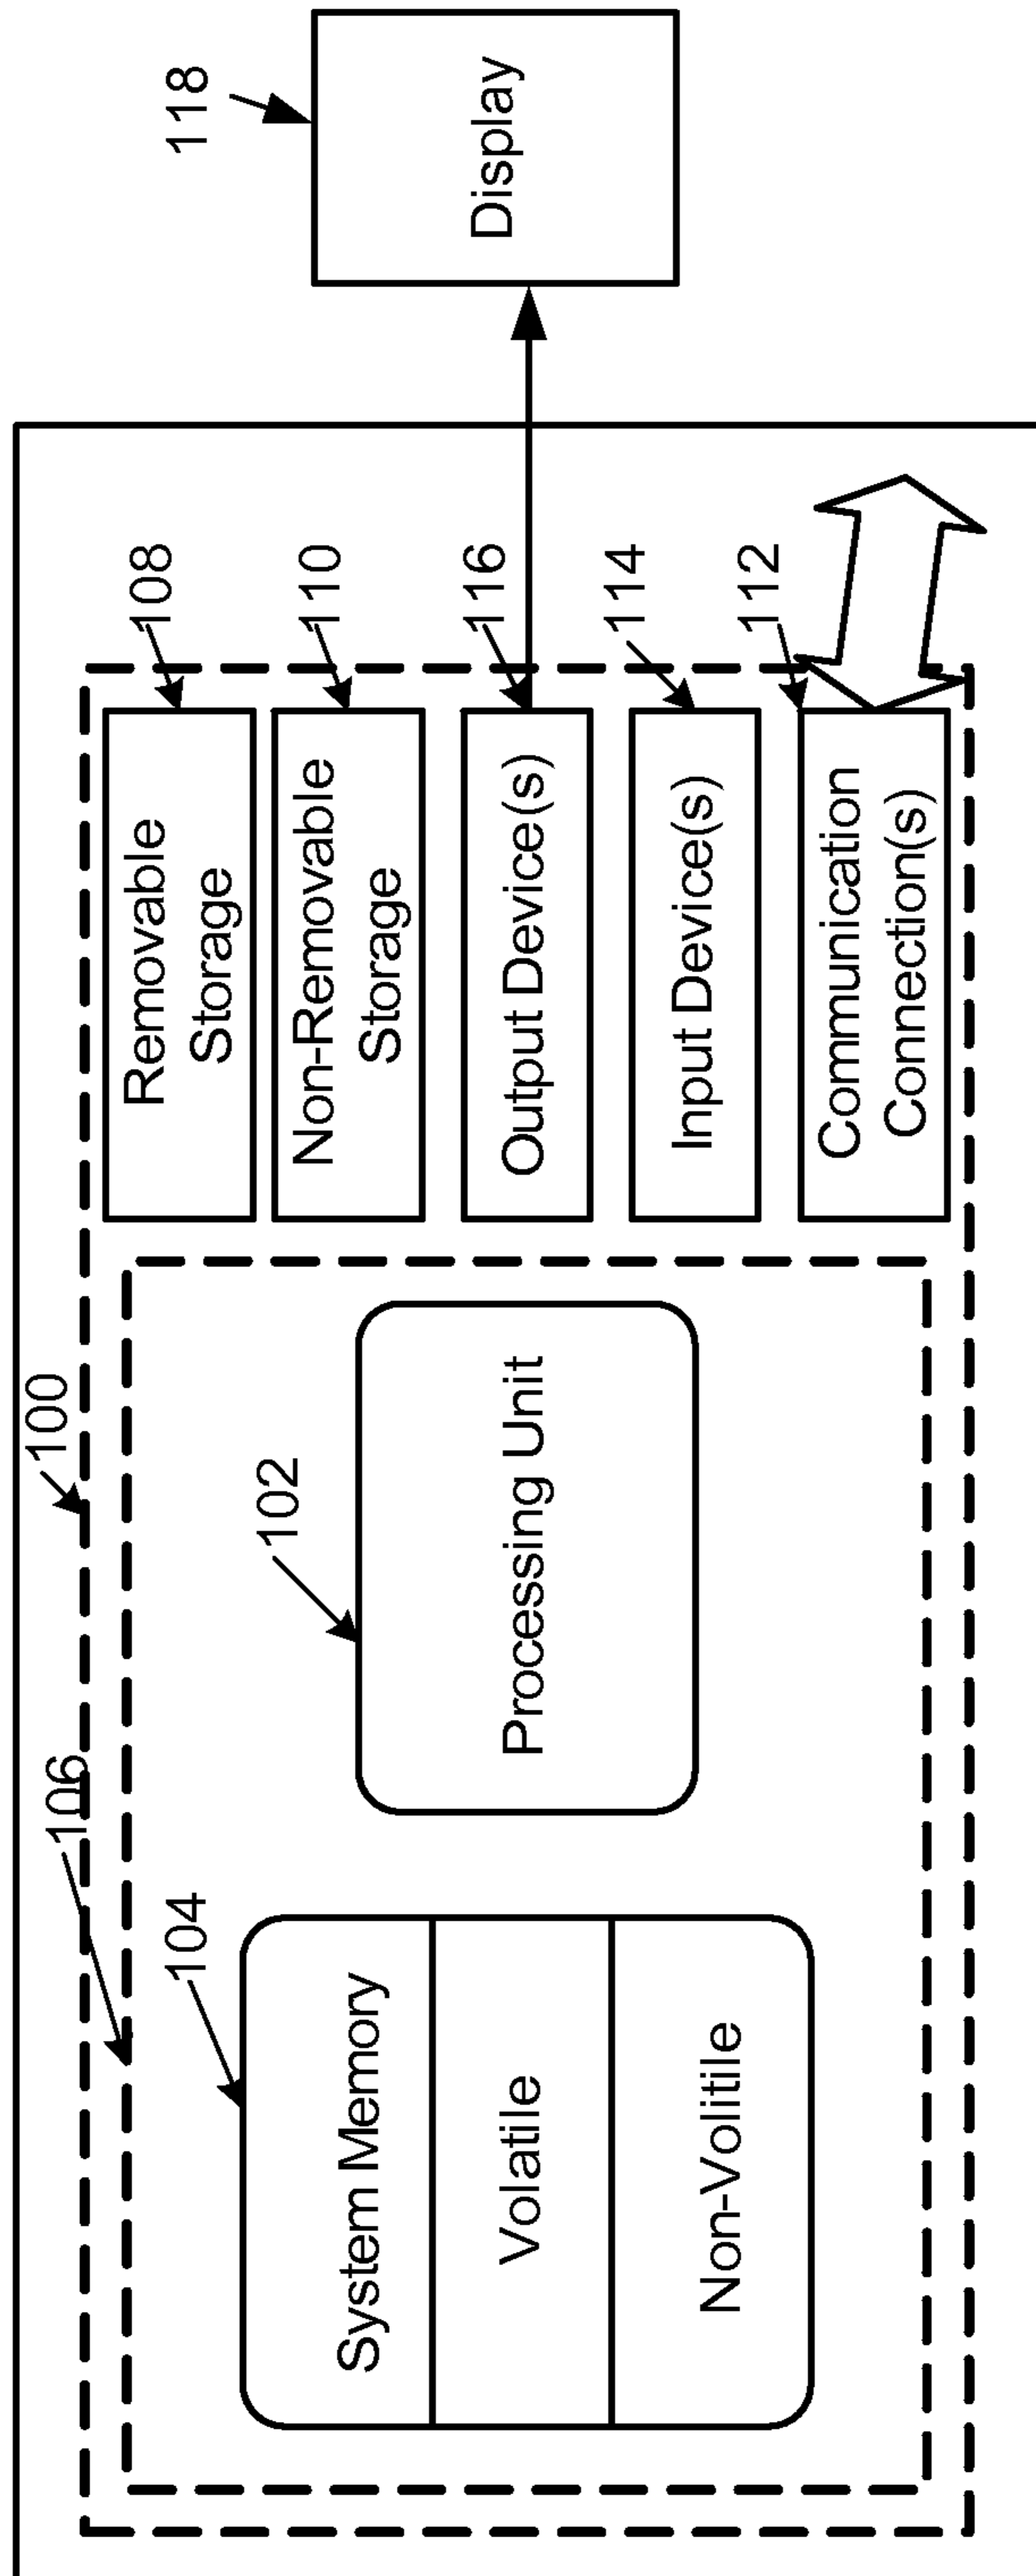 100
106
104
System Memory
Volatile
Non-Volitile
102
Processing Unit
108
Removable
Storage
110
Non-Removable
Storage
116
Output Device(s)
114
Input Device(s)
112
Communication
Connection(s)
118
Display